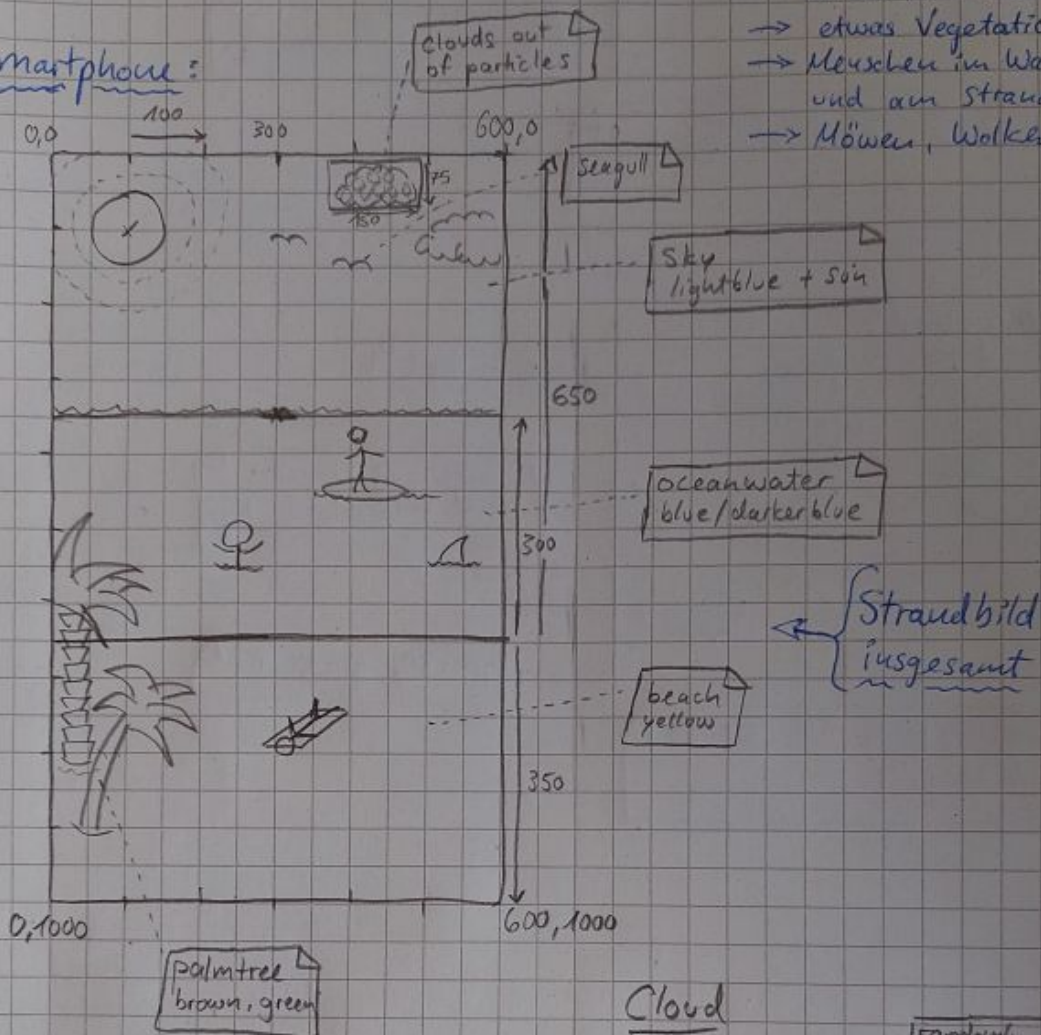 clouds out
of particles
→ etwas Vegetatio
→ Menschen im Wa
und am Stran
→ Möwen, Wolke
martphone:
0,0
100
300
600,0
75
150
seagull
Sky
lightblue + sun
650
oceanwater
blue/darkerblue
300
Strandbild
insgesamt
beach
yellow
350
0,1000
600,1000
palmtree
brown, green
Cloud